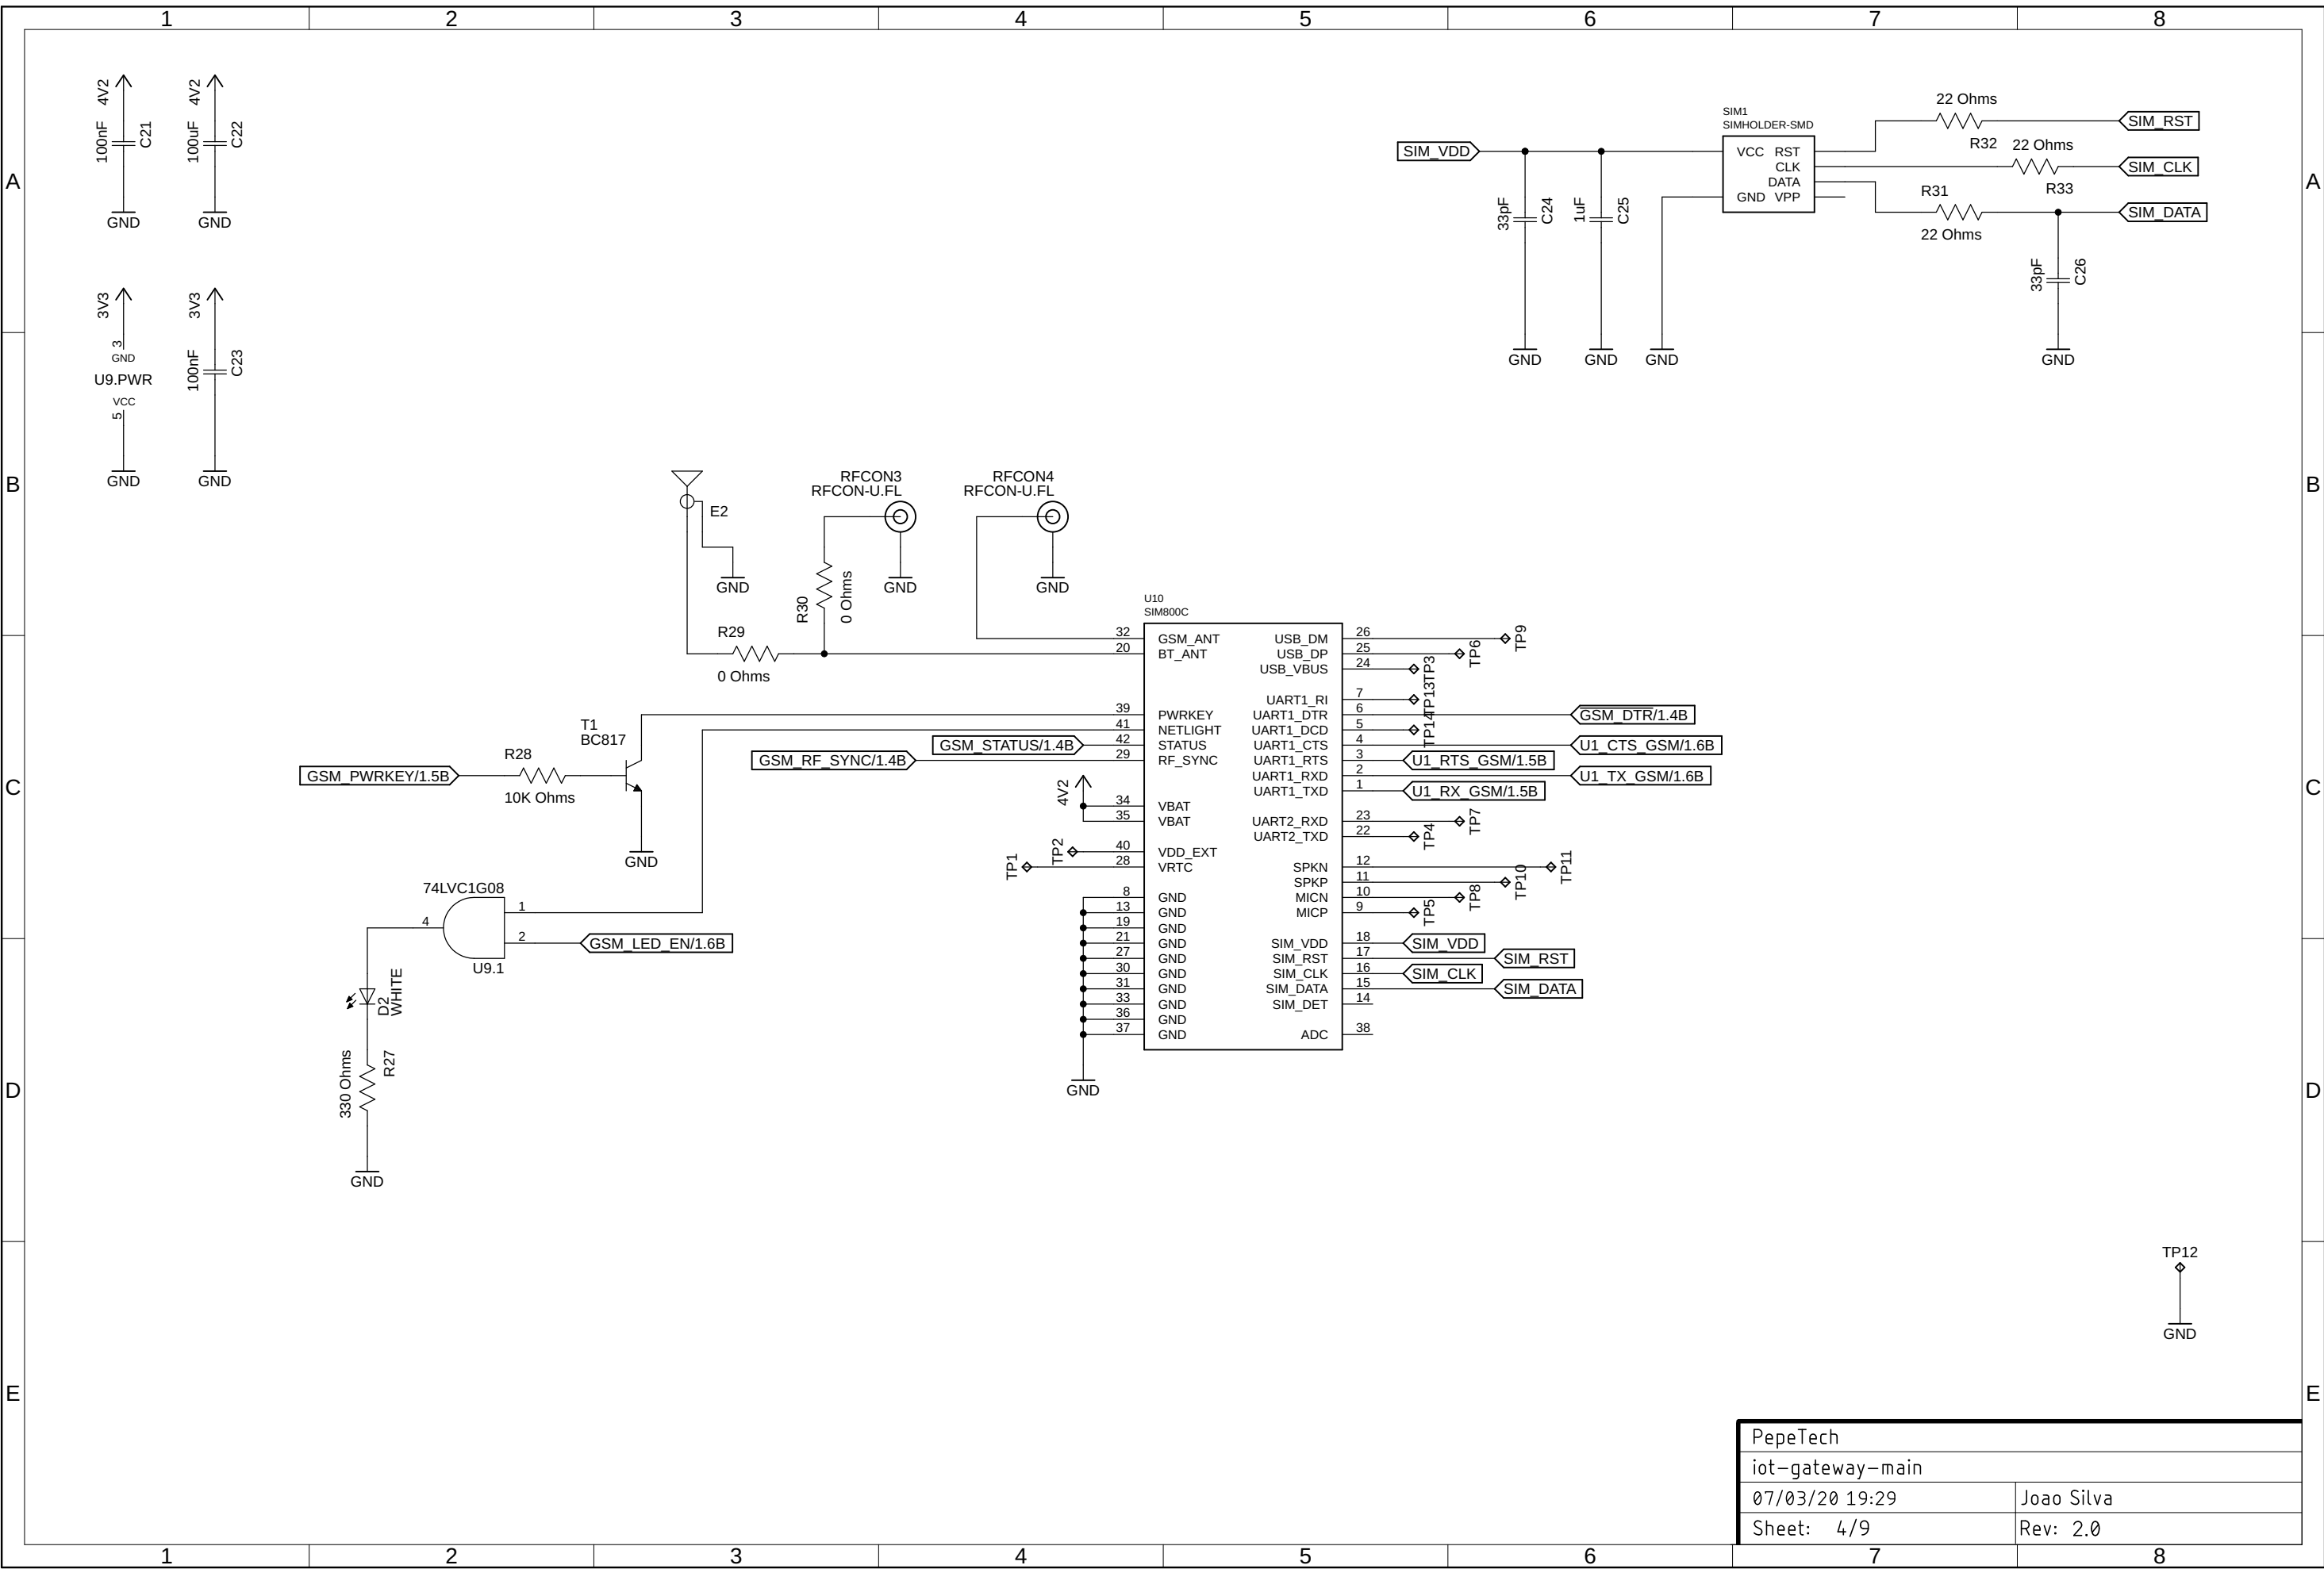 1 2 3 4 5 6 7 8
A
A
B
B
C
C
D
D
E
E
4V2
100nF
C21
GND
4V2
100uF
C22
GND
3V3
3
GND
U9.PWR
VCC
5
GND
3V3
100nF
C23
GND
SIM_VDD
33pF
C24
GND
1uF
C25
GND
GND
SIM1
SIMHOLDER-SMD
VCC RST
CLK
DATA
GND VPP
22 Ohms
R32
SIM_RST
22 Ohms
R33
SIM_CLK
R31
22 Ohms
SIM_DATA
33pF
C26
GND
E2
GND
RFCON3
RFCON-U.FL
GND
R30
0 Ohms
RFCON4
RFCON-U.FL
GND
R29
0 Ohms
U10
SIM800C
32 GSM_ANT
20 BT_ANT
39 PWRKEY
41 NETLIGHT
42 STATUS
29 RF_SYNC
34 VBAT
35 VBAT
40 VDD_EXT
28 VRTC
8 GND
13 GND
19 GND
21 GND
27 GND
30 GND
31 GND
33 GND
36 GND
37 GND
GND
USB_DM 26 TP9
USB_DP 25 TP6
USB_VBUS 24 TP3
UART1_RI 7 TP13
UART1_DTR 6 GSM_DTR/1.4B
UART1_DCD 5 TP14
UART1_CTS 4 U1_CTS_GSM/1.6B
UART1_RTS 3 U1_RTS_GSM/1.5B
UART1_RXD 2 U1_TX_GSM/1.6B
UART1_TXD 1 U1_RX_GSM/1.5B
UART2_RXD 23 TP7
UART2_TXD 22 TP4
SPKN 12 TP11
SPKP 11 TP10
MICN 10 TP8
MICP 9 TP5
SIM_VDD 18 SIM_VDD
SIM_RST 17 SIM_RST
SIM_CLK 16 SIM_CLK
SIM_DATA 15 SIM_DATA
SIM_DET 14
ADC 38
GSM_STATUS/1.4B
GSM_RF_SYNC/1.4B
4V2
TP2
TP1
GSM_PWRKEY/1.5B
R28
10K Ohms
T1
BC817
GND
74LVC1G08
4
1
2
U9.1
GSM_LED_EN/1.6B
D2
WHITE
330 Ohms
R27
GND
TP12
GND
PepeTech
iot-gateway-main
07/03/20 19:29 Joao Silva
Sheet: 4/9 Rev: 2.0
1 2 3 4 5 6 7 8